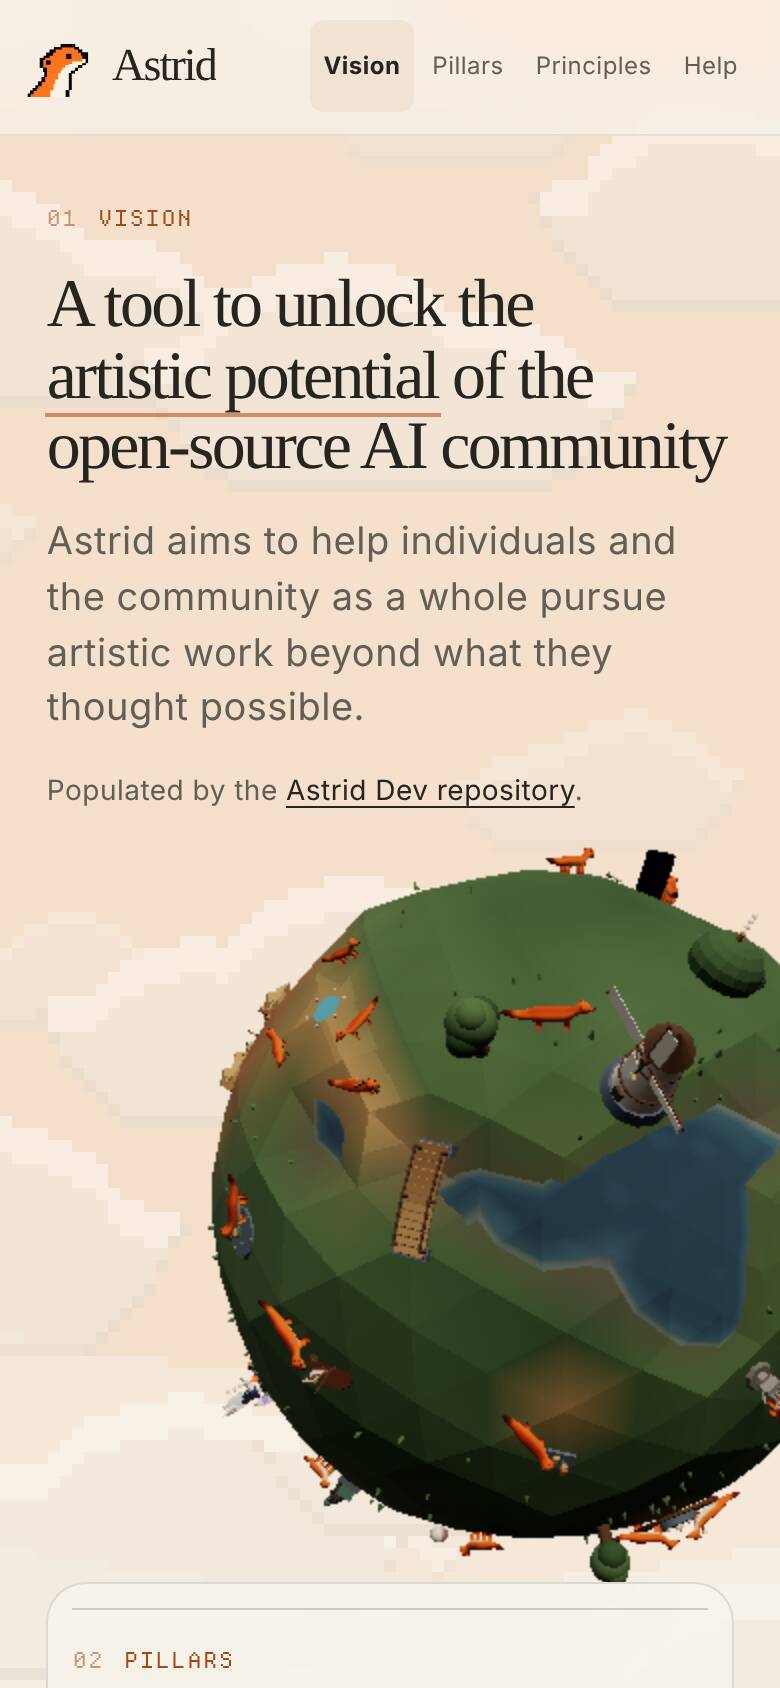 Astrid
Vision
Pillars
Principles
Help
01 VISION
A tool to unlock the
artistic potential of the
open-source AI community
Astrid aims to help individuals and
the community as a whole pursue
artistic work beyond what they
thought possible.
Populated by the Astrid Dev repository.
02 PILLARS